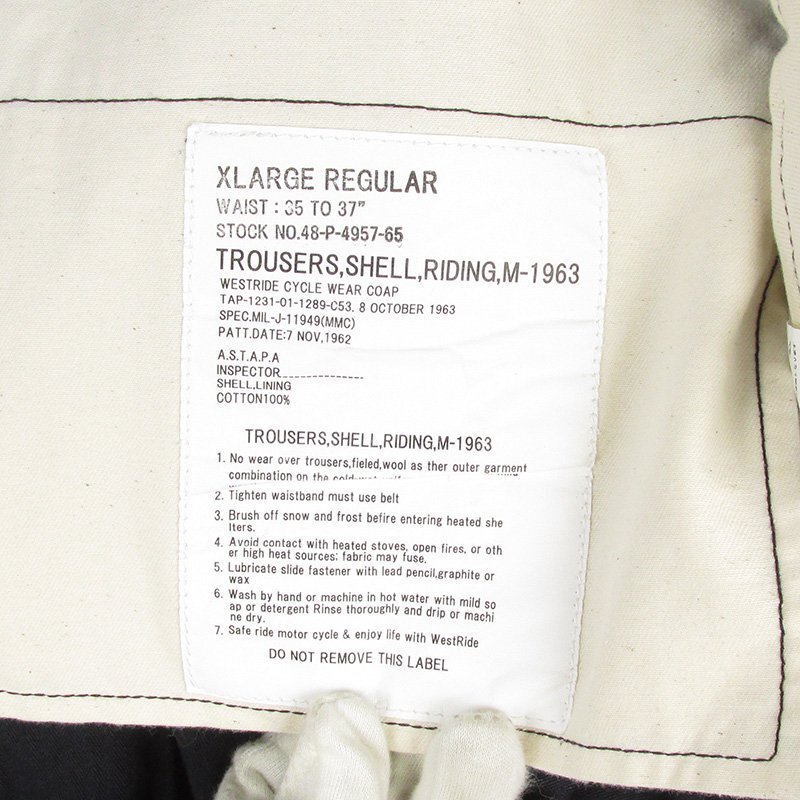 XLARGE REGULAR
WAIST : 35 TO 37"
STOCK NO.48-P-4957-65
TROUSERS,SHELL,RIDING,M-1963
WESTRIDE CYCLE WEAR COAP
TAP-1231-01-1289-C53. 8 OCTOBER 1963
SPEC.MIL-J-11949(MMC)
PATT.DATE:7 NOV,1962
A.S.T.A.P.A
INSPECTOR
SHELL,LINING
COTTON100%
TROUSERS,SHELL,RIDING,M-1963
1. No wear over trousers,fieled,wool as ther outer garment
combination on the
2. Tighten waistband must use belt
3. Brush off snow and frost befire entering heated she
lters.
4. Avoid contact with heated stoves, open fires, or oth
er high heat sources; fabric may fuse.
5. Lubricate slide fastener with lead pencil,graphite or
wax
6. Wash by hand or machine in hot water with mild so
ap or detergent Rinse thoroughly and drip or machi
ne dry.
7. Safe ride motor cycle & enjoy life with WestRide
DO NOT REMOVE THIS LABEL